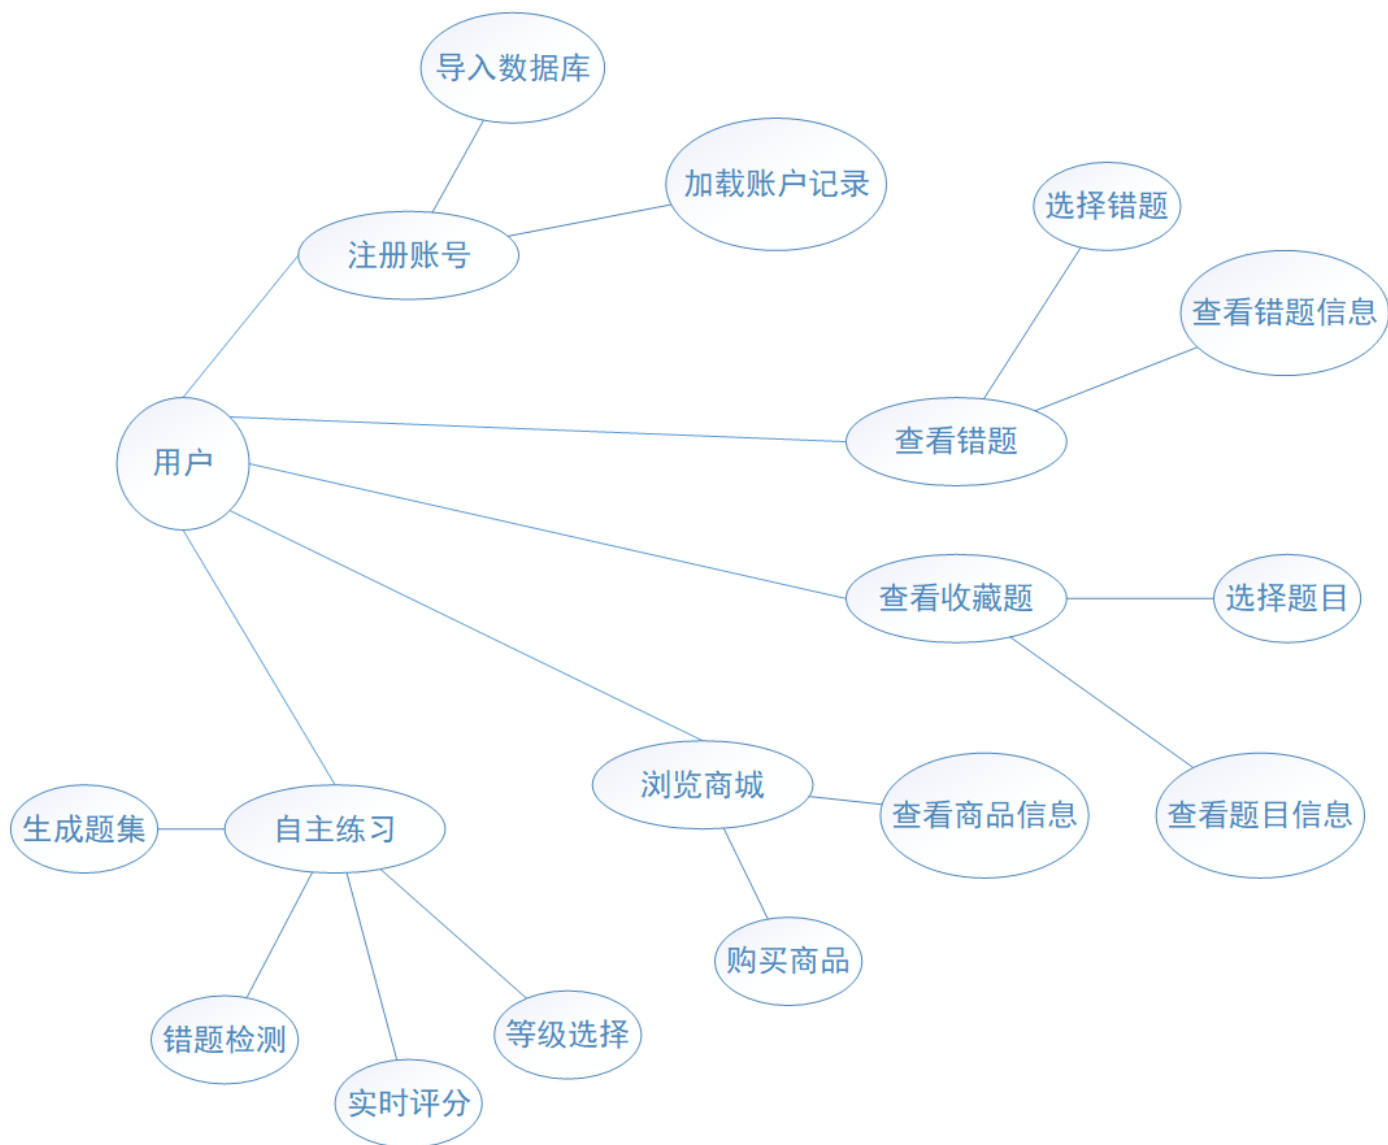 导入数据库
加载账户记录
选择错题
注册账号
查看错题信息
查看错题
用户
查看收藏题
选择题目
浏览商城
查看商品信息
查看题目信息
生成题集
自主练习
购买商品
错题检测
等级选择
实时评分